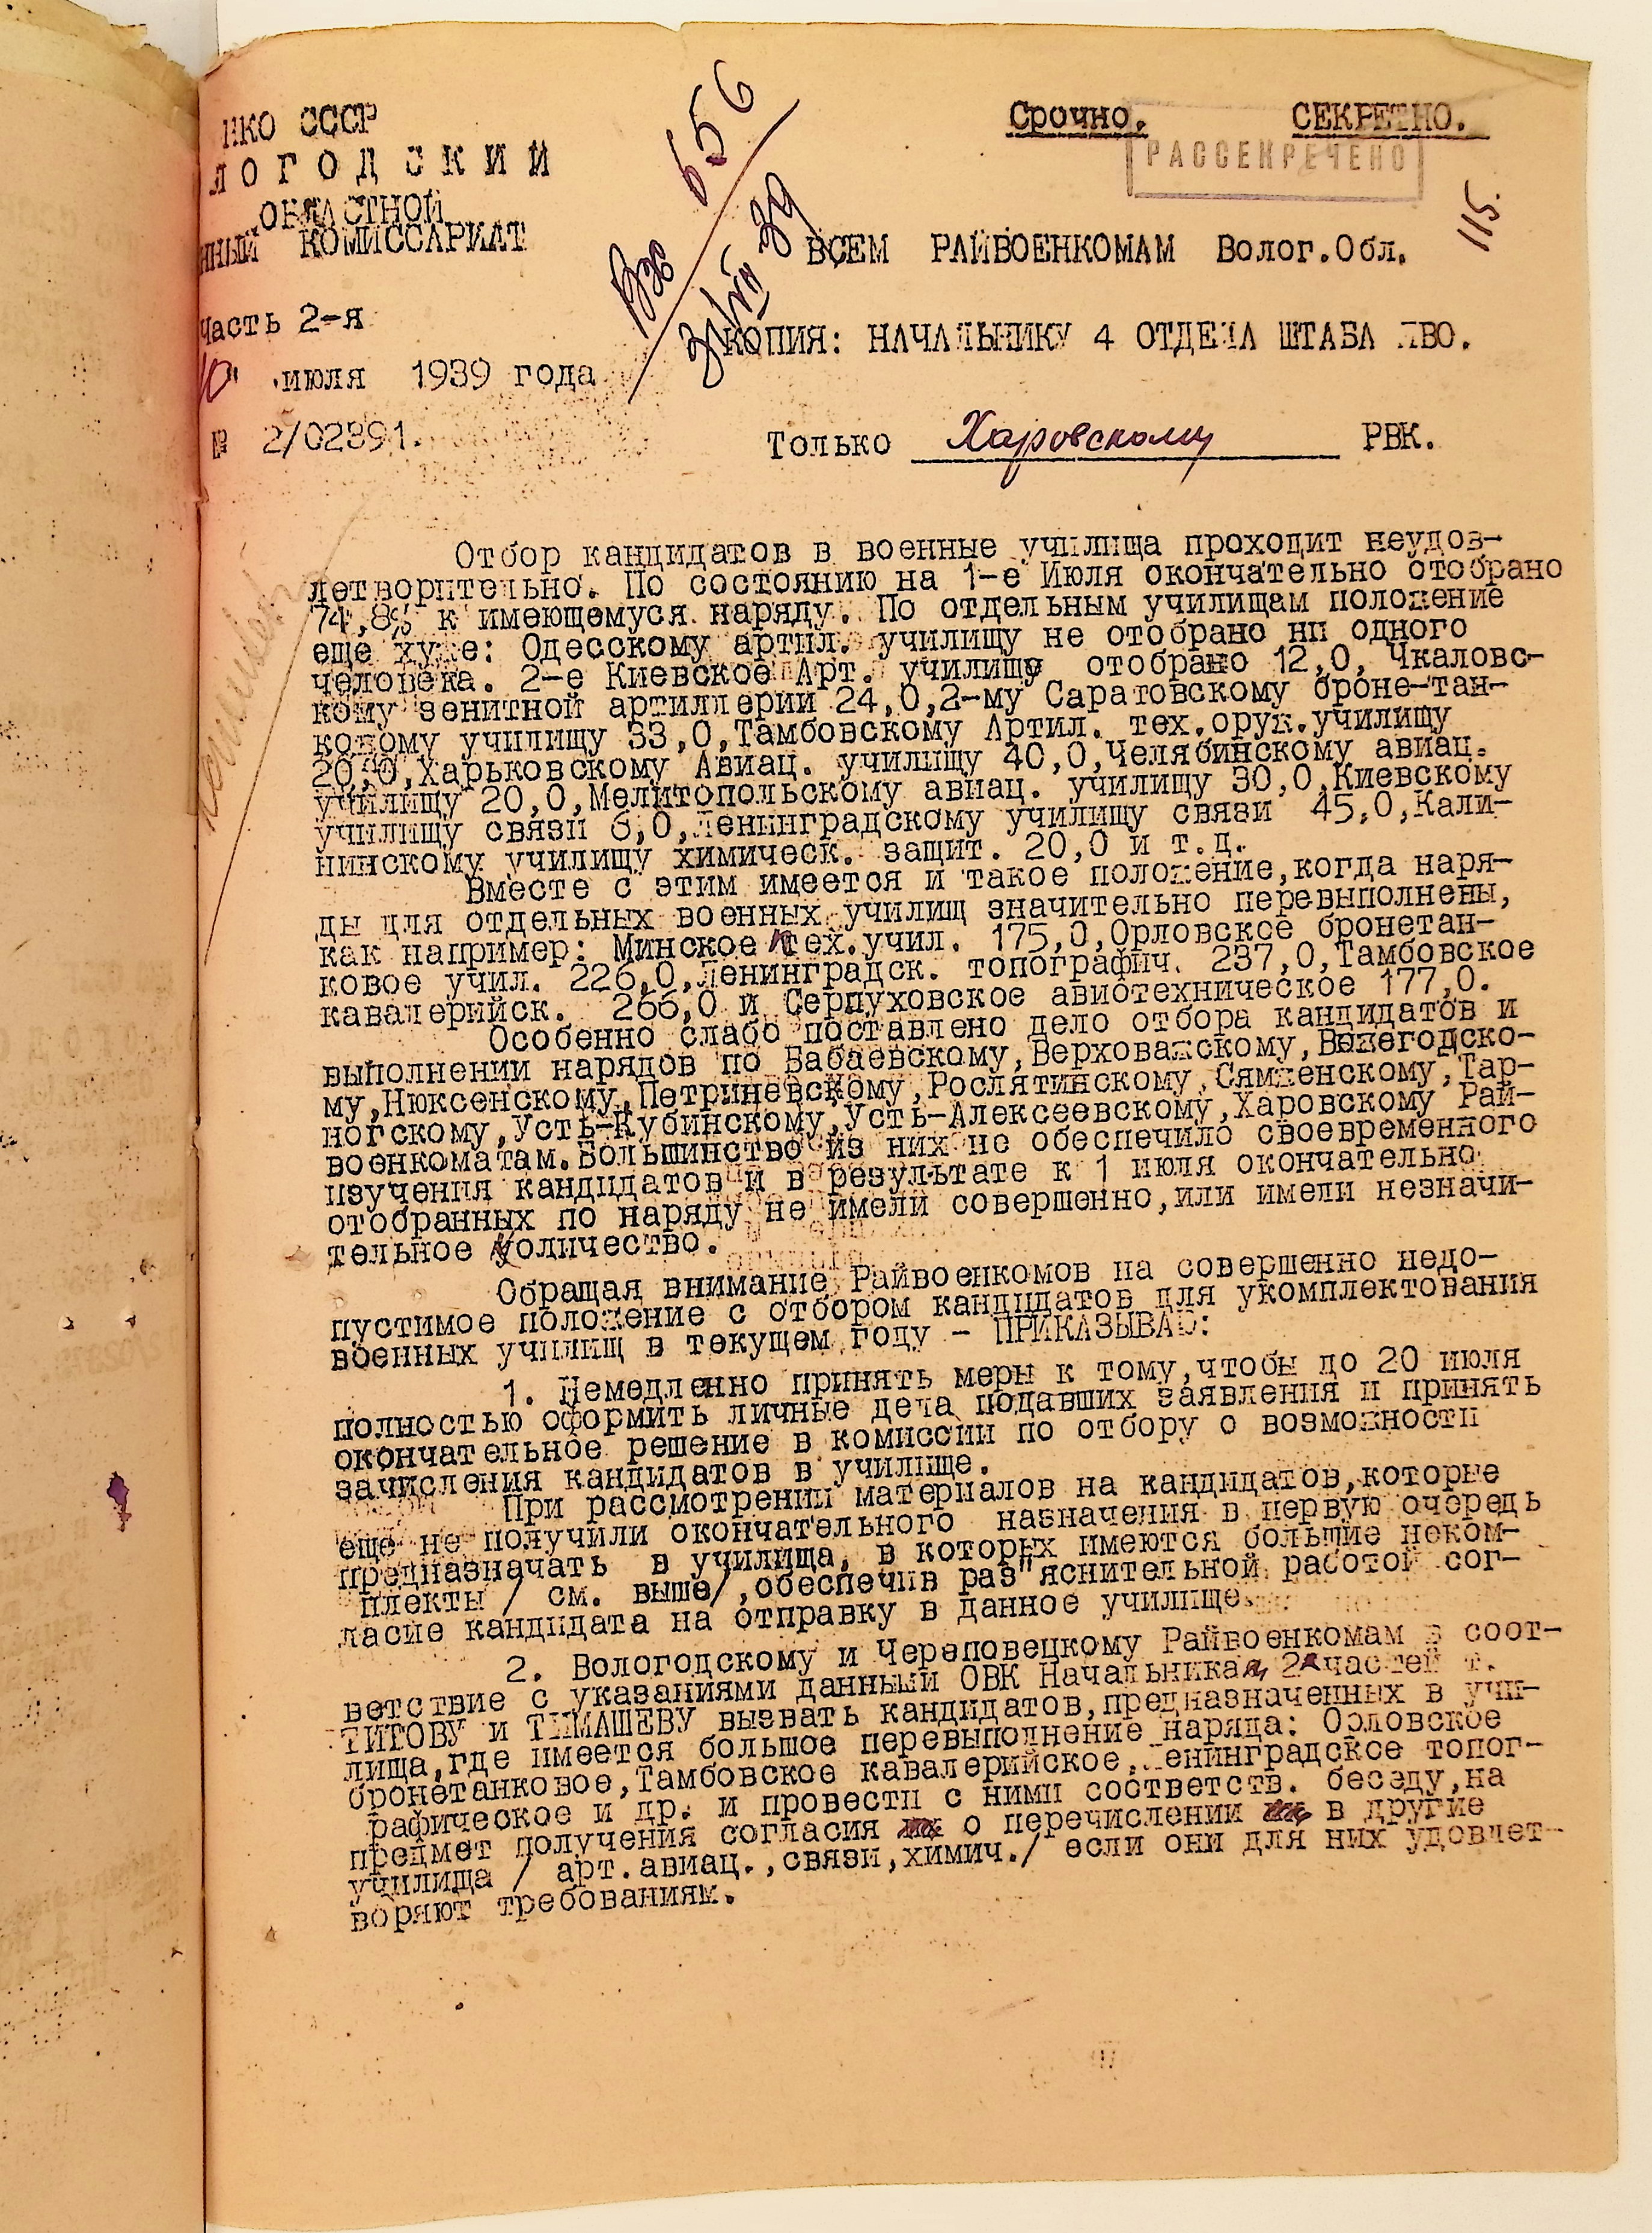 НКО СССР
ЛОГОДСКИЙ
ОБЛАСТНОЙ
ННЫЙ КОМИССАРИАТ
часть 2-я
10" июля 1939 года
№ 2/02891.
Вх 656
31/VII 39
Срочно. СЕКРЕТНО.
РАССЕКРЕЧЕНО
115.
ВСЕМ РАЙВОЕНКОМАМ Волог.Обл.
КОПИЯ: НАЧАЛЬНИКУ 4 ОТДЕЛА ШТАБА ЛВО.
Только Харовскому РВК.
Отбор кандидатов в военные училища проходит неудов-
летворительно. По состоянию на 1-е Июля окончательно отобрано
74,8% к имеющемуся наряду. По отдельным училищам положение
еще хуже: Одесскому артил. училищу не отобрано ни одного
человека. 2-е Киевское Арт. училищу отобрано 12,0, Чкаловс-
кому зенитной артиллерии 24,0,2-му Саратовскому броне-тан-
ковому училищу 33,0,Тамбовскому Артил. тех.оруж.училищу
20,0,Харьковскому Авиац. училищу 40,0,Челябинскому авиац.
училищу 20,0,Мелитопольскому авиац. училищу 30,0,Киевскому
училищу связи 6,0,Ленинградскому училищу связи 45,0,Кали-
нинскому училищу химическ. защит. 20,0 и т.д.
Вместе с этим имеется и такое положение,когда наря-
ды для отдельных военных училищ значительно перевыполнены,
как например: Минское тех.учил. 175,0,Орловское бронетан-
ковое учил. 226,0,Ленинградск. топографич. 237,0,Тамбовское
кавалерийск. 266,0 и Серпуховское авиотехническое 177,0.
Особенно слабо поставлено дело отбора кандидатов и
выполнении нарядов по Бабаевскому,Верховажскому,Вожегодско-
му,Нюксенскому,Петриневскому,Рослятинскому,Сямженскому,Тар-
ногскому,Усть-Кубинскому,Усть-Алексеевскому,Харовскому Рай-
военкоматам.Большинство из них не обеспечило своевременного
изучения кандидатов и в результате к 1 июля окончательно
отобранных по наряду не имели совершенно,или имели незначи-
тельное количество.
Обращая внимание Райвоенкомов на совершенно недо-
пустимое положение с отбором кандидатов для укомплектования
военных училищ в текущем году - ПРИКАЗЫВАЮ:
1. Немедленно принять меры к тому,чтобы до 20 июля
полностью оформить личные дела подавших заявления и принять
окончательное решение в комиссии по отбору о возможности
зачисления кандидатов в училище.
При рассмотрении материалов на кандидатов,которые
еще не получили окончательного назначения в первую очередь
предназначать в училища, в которых имеются большие неком-
плекты / см. выше/,обеспечив раз"яснительной работой сог-
ласие кандидата на отправку в данное училище.
2. Вологодскому и Череповецкому Райвоенкомам в соот-
ветствие с указаниями данными ОВК Начальникам 2 частей т.
ТИТОВУ и ТИМАШЕВУ вызвать кандидатов,предназначенных в учи-
лища,где имеется большое перевыполнение наряда: Орловское
бронетанковое,Тамбовское кавалерийское,Ленинградское топог-
рафическое и др. и провести с ними соответств. беседу,на
предмет получения согласия о перечислении в другие
училища / арт.авиац.,связи,химич./ если они для них удовлет-
воряют требованиям.